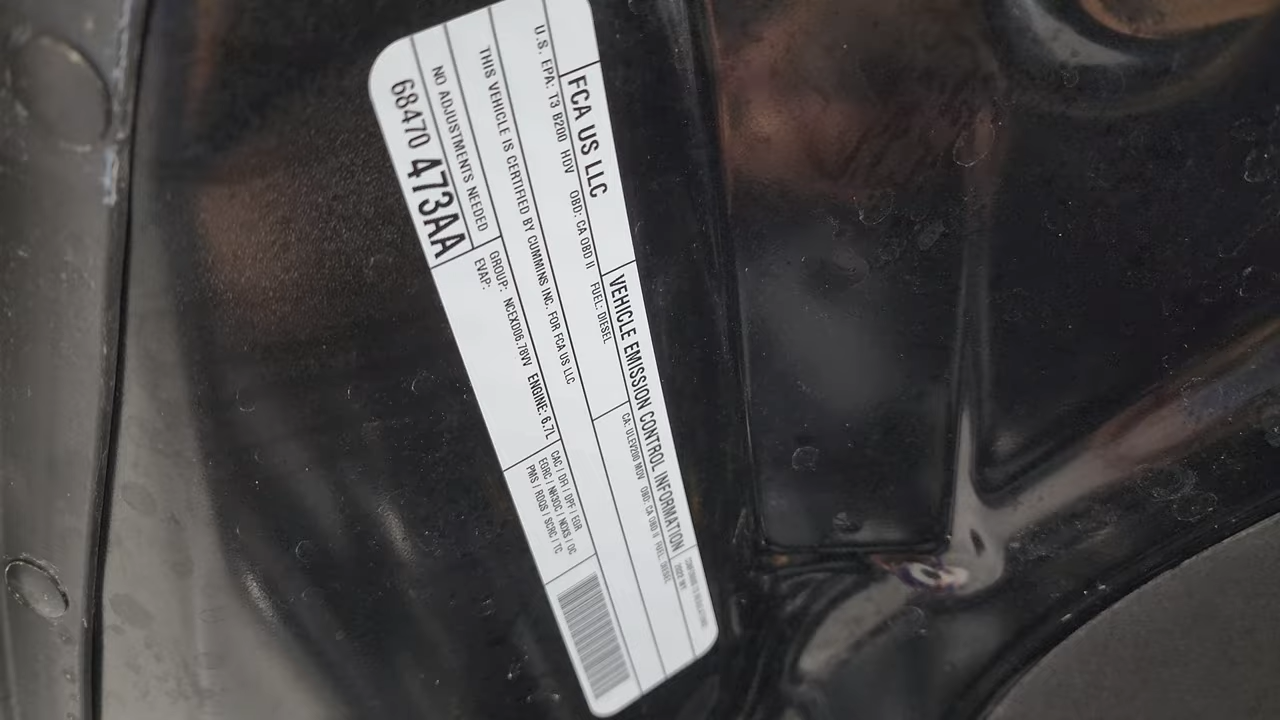 FCA US LLC
VEHICLE EMISSION CONTROL INFORMATION
U.S. EPA: T3 B200 HDV OBD: CA OBD II FUEL: DIESEL
CA: ULEV200 MDV OBD: CA OBD II FUEL: DIESEL
THIS VEHICLE IS CERTIFIED BY CUMMINS INC. FOR FCA US LLC
NO ADJUSTMENTS NEEDED
68470 473AA
GROUP: NCEXD06.78VV ENGINE: 6.7L
EVAP:
CAC / DFI / DPF / EGR
EGRC / NH3OC / NOXS / OC
PMS / RDQS / SCRC / TC